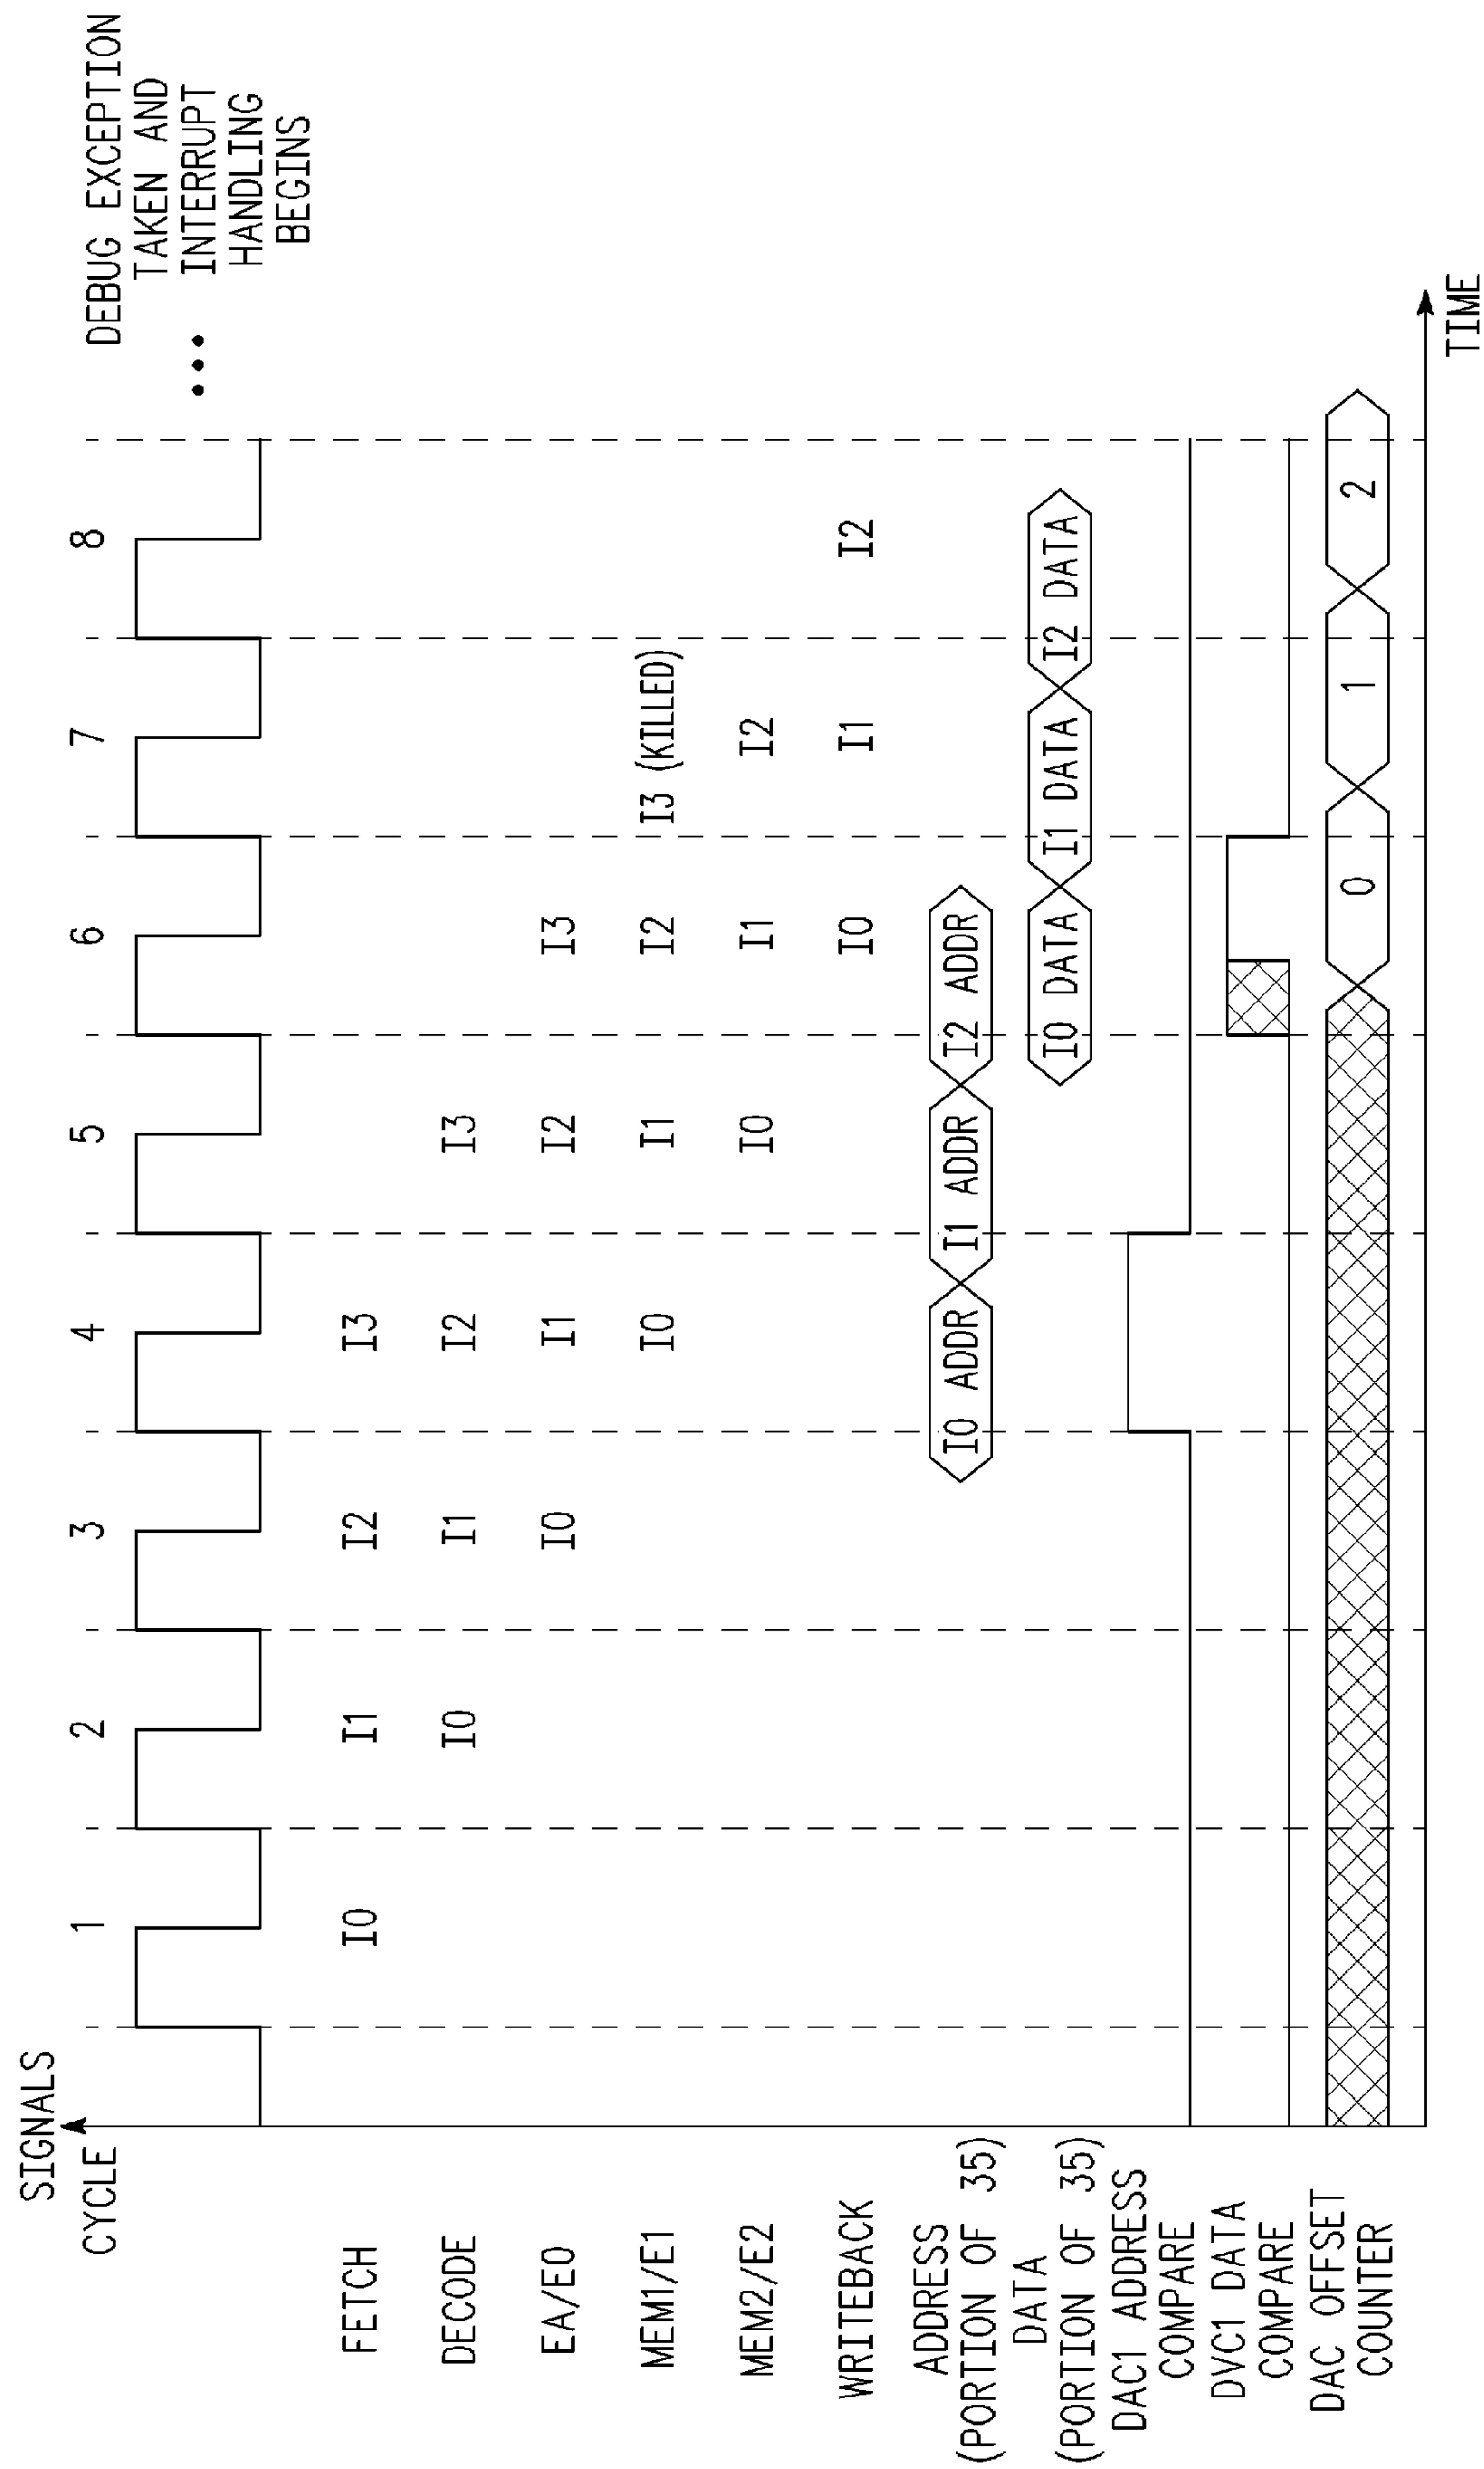 SIGNALS
CYCLE 1 2 3 4 5 6 7 8
DEBUG EXCEPTION
TAKEN AND
INTERRUPT
HANDLING
BEGINS
FETCH I0 I1 I2 I3
DECODE I0 I1 I2 I3
EA/E0 I0 I1 I2 I3
MEM1/E1 I0 I1 I2 I3 (KILLED)
MEM2/E2 I0 I1 I2
WRITEBACK I0 I1 I2
ADDRESS
(PORTION OF 35) I0 ADDR I1 ADDR I2 ADDR
DATA
(PORTION OF 35) I0 DATA I1 DATA I2 DATA
DAC1 ADDRESS
COMPARE
DVC1 DATA
COMPARE
DAC OFFSET
COUNTER 0 1 2
TIME